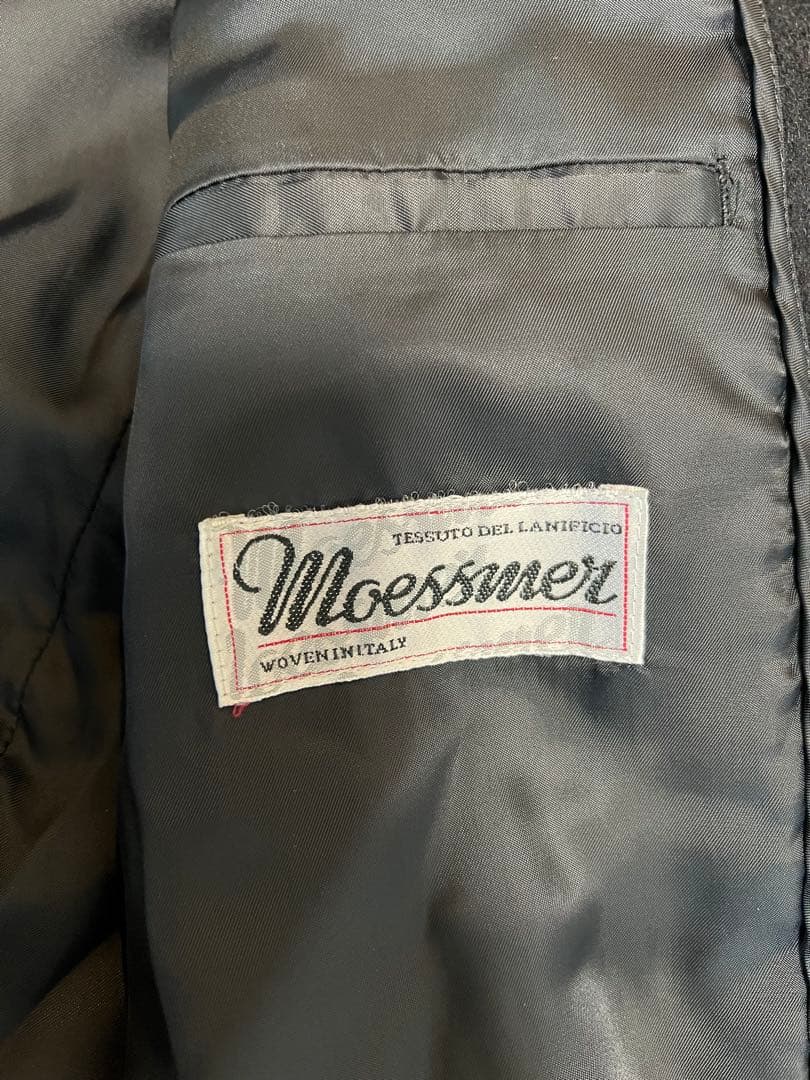 TESSUTO DEL LANIFICIO
Moessmer
WOVEN IN ITALY